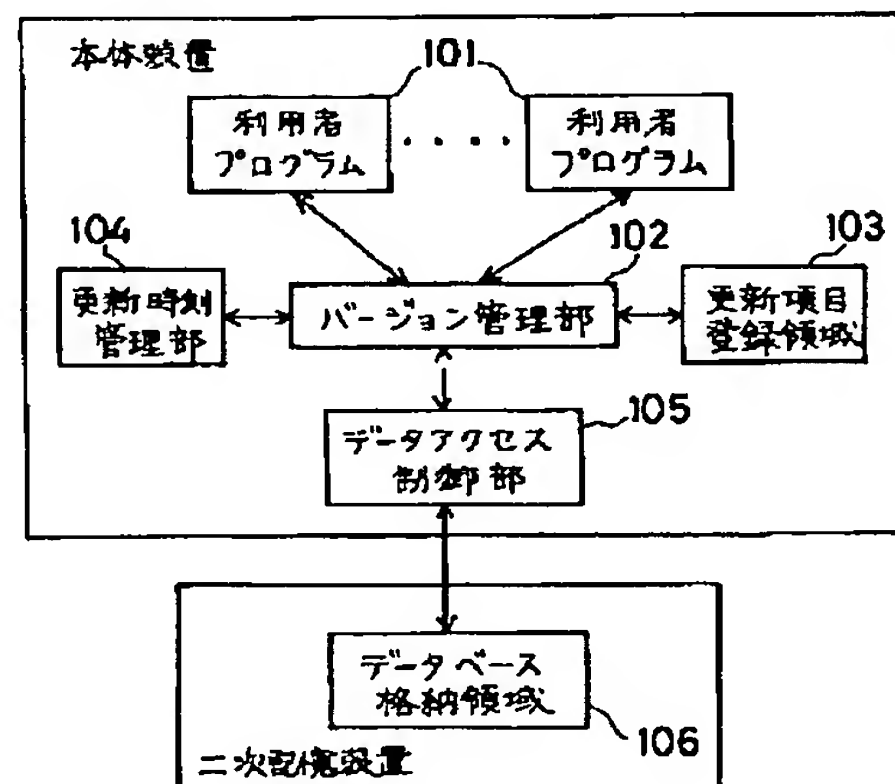 本体装置
101
利用者
プログラム
・・・・
利用者
プログラム
104
102
103
更新時刻
管理部
バージョン管理部
更新項目
登録領域
105
データアクセス
制御部
データベース
格納領域
106
二次記憶装置